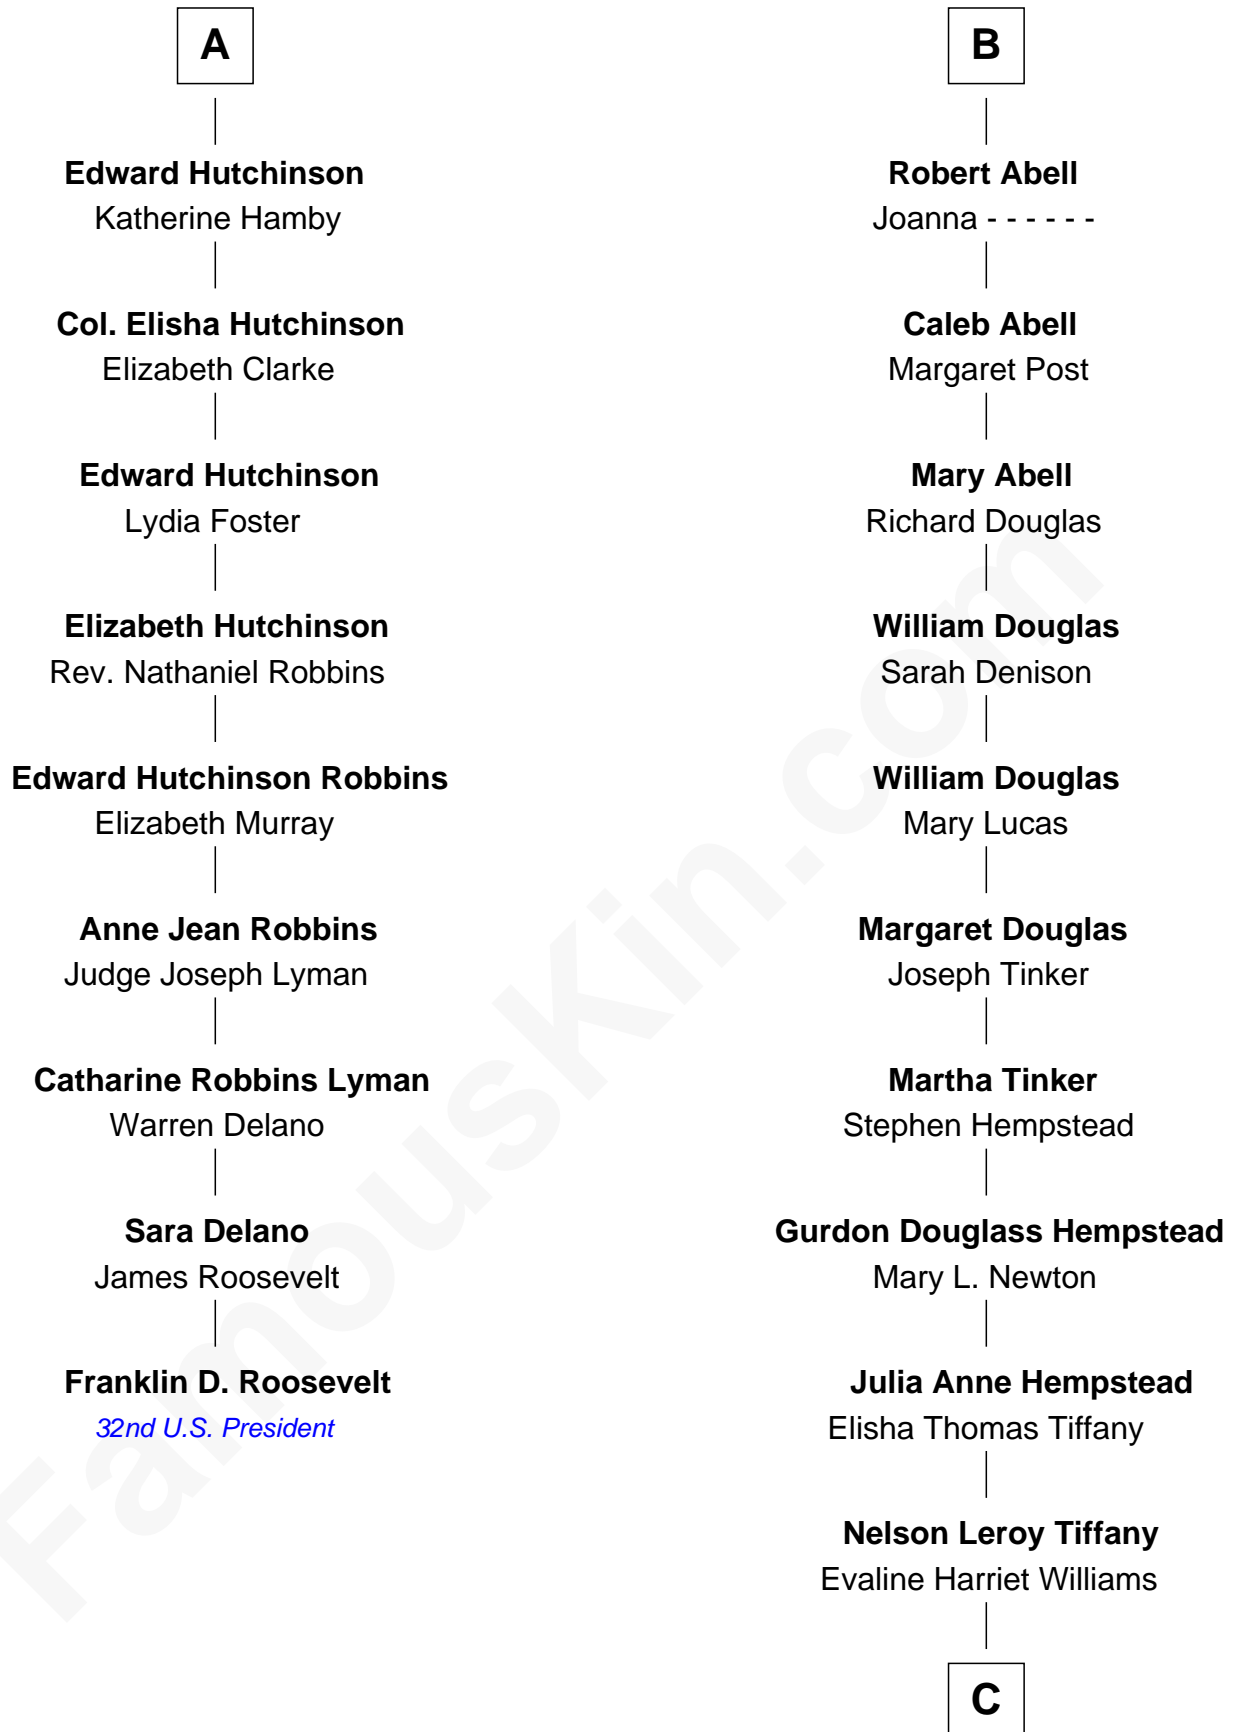 A
Edward Hutchinson
Katherine Hamby
Col. Elisha Hutchinson
Elizabeth Clarke
Edward Hutchinson
Lydia Foster
Elizabeth Hutchinson
Rev. Nathaniel Robbins
Edward Hutchinson Robbins
Elizabeth Murray
Anne Jean Robbins
Judge Joseph Lyman
Catharine Robbins Lyman
Warren Delano
Sara Delano
James Roosevelt
Franklin D. Roosevelt
32nd U.S. President
B
Robert Abell
Joanna - - - - - -
Caleb Abell
Margaret Post
Mary Abell
Richard Douglas
William Douglas
Sarah Denison
William Douglas
Mary Lucas
Margaret Douglas
Joseph Tinker
Martha Tinker
Stephen Hempstead
Gurdon Douglass Hempstead
Mary L. Newton
Julia Anne Hempstead
Elisha Thomas Tiffany
Nelson Leroy Tiffany
Evaline Harriet Williams
C
FamousKin.com